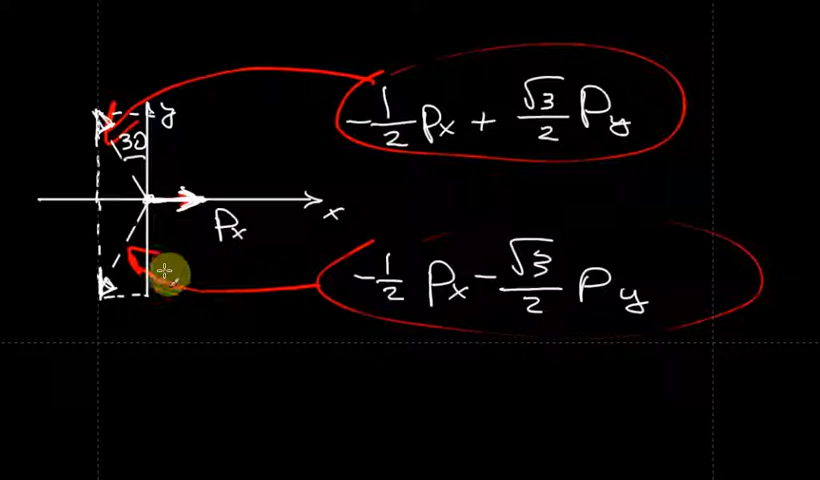 y
30
x
Px
-1/2 Px + √3/2 Py
-1/2 Px - √3/2 Py